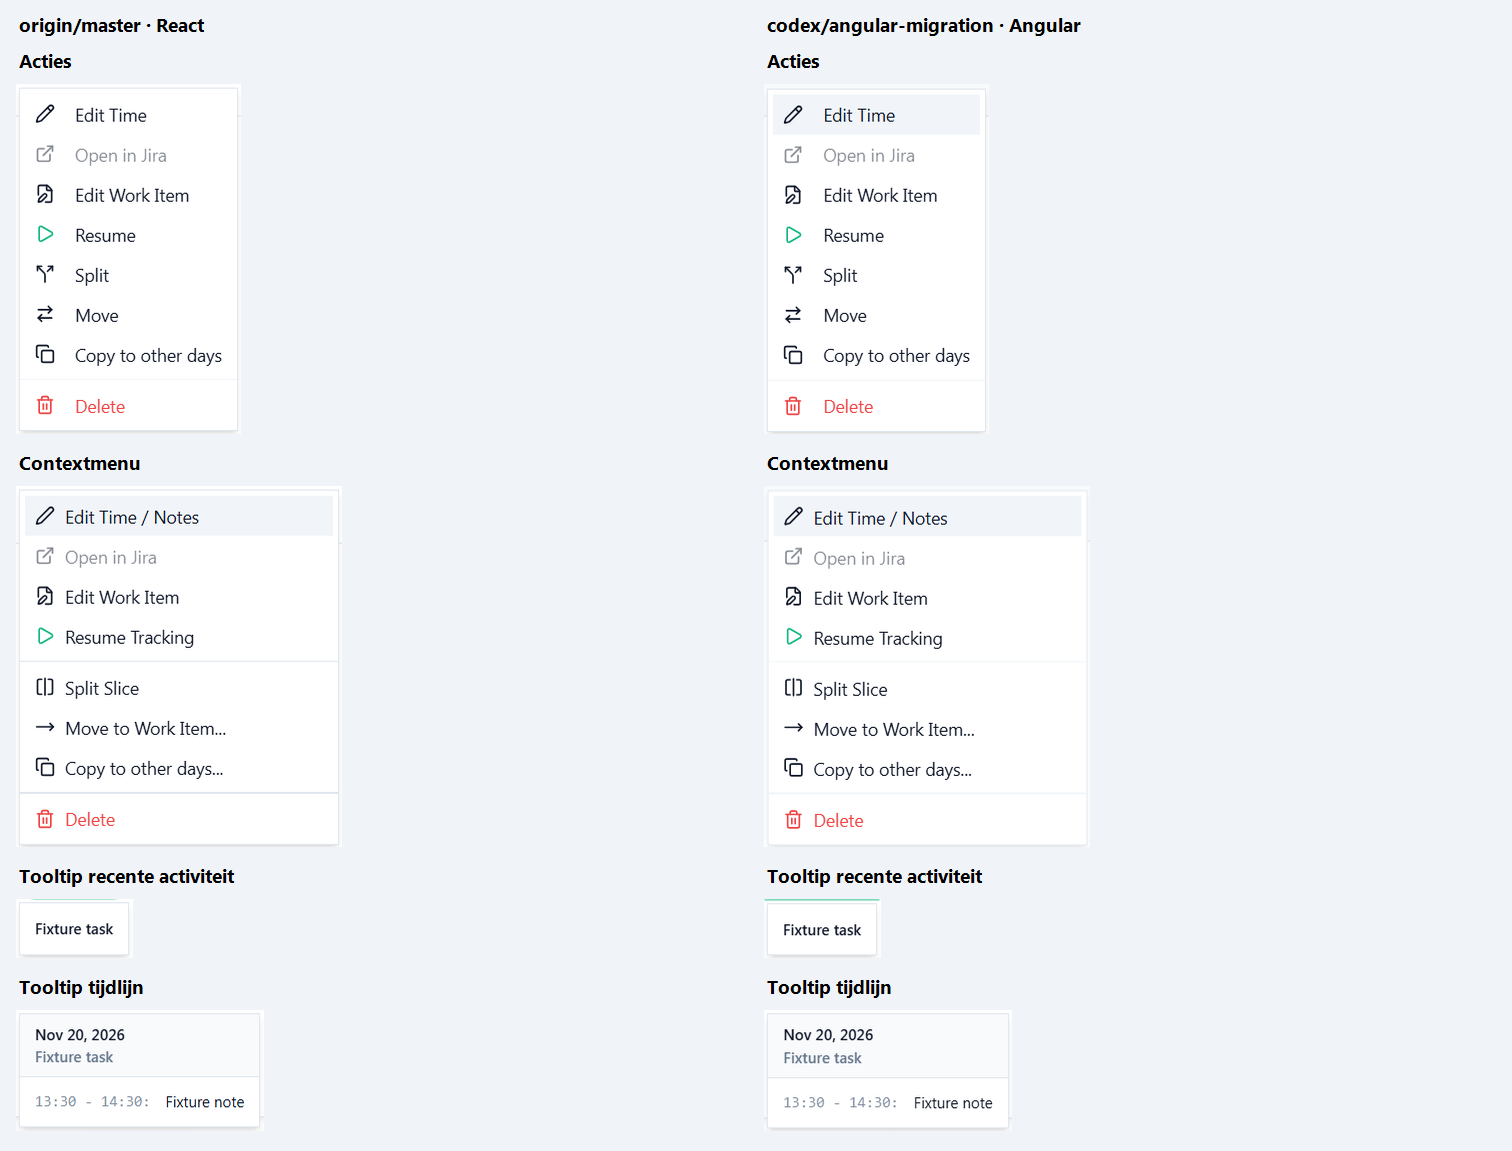 origin/master · React
Acties
Edit Time
Open in Jira
Edit Work Item
Resume
Split
Move
Copy to other days
Delete
Contextmenu
Edit Time / Notes
Open in Jira
Edit Work Item
Resume Tracking
Split Slice
Move to Work Item...
Copy to other days...
Delete
Tooltip recente activiteit
Fixture task
Tooltip tijdlijn
Nov 20, 2026
Fixture task
13:30 - 14:30: Fixture note
codex/angular-migration · Angular
Acties
Edit Time
Open in Jira
Edit Work Item
Resume
Split
Move
Copy to other days
Delete
Contextmenu
Edit Time / Notes
Open in Jira
Edit Work Item
Resume Tracking
Split Slice
Move to Work Item...
Copy to other days...
Delete
Tooltip recente activiteit
Fixture task
Tooltip tijdlijn
Nov 20, 2026
Fixture task
13:30 - 14:30: Fixture note